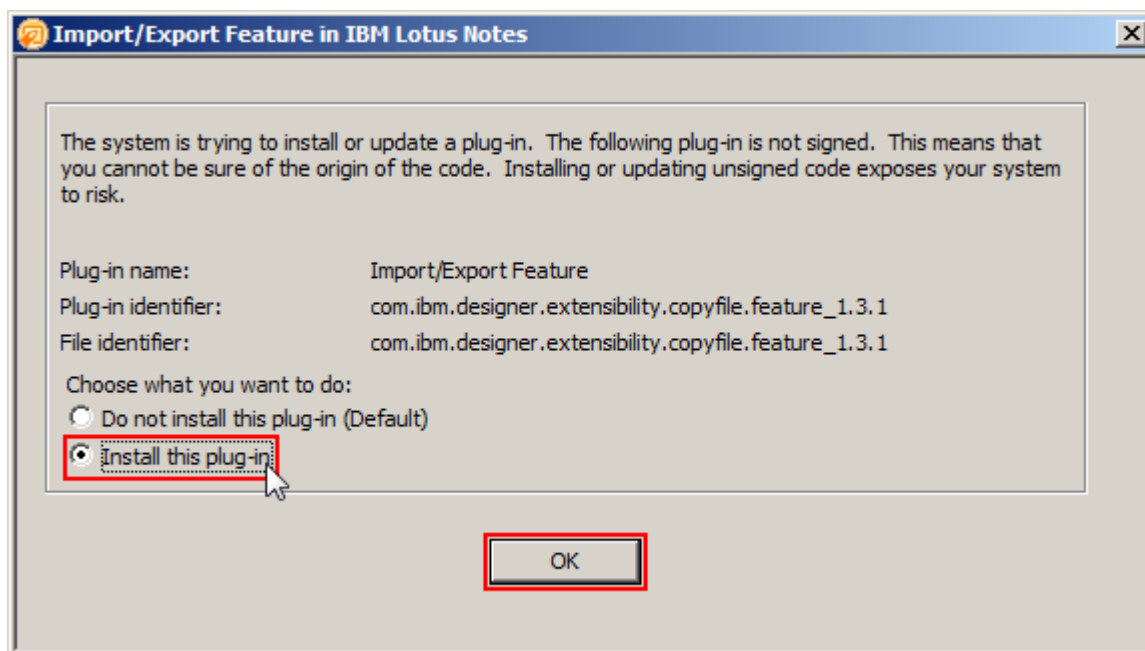 Import/Export Feature in IBM Lotus Notes
The system is trying to install or update a plug-in.  The following plug-in is not signed.  This means that
you cannot be sure of the origin of the code.  Installing or updating unsigned code exposes your system
to risk.
Plug-in name: Import/Export Feature
Plug-in identifier: com.ibm.designer.extensibility.copyfile.feature_1.3.1
File identifier: com.ibm.designer.extensibility.copyfile.feature_1.3.1
Choose what you want to do:
Do not install this plug-in (Default)
Install this plug-in
OK